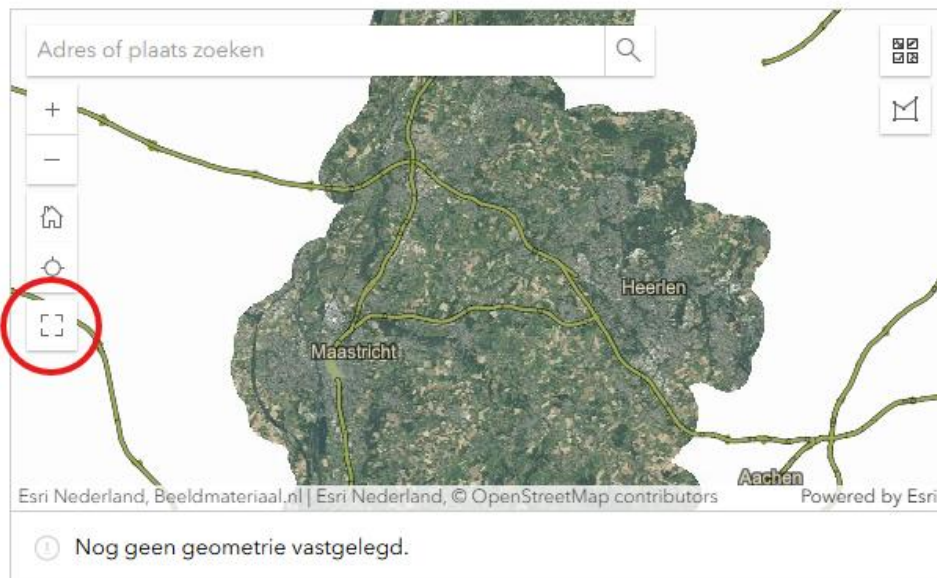 Adres of plaats zoeken
Heerlen
Maastricht
Aachen
Esri Nederland, Beeldmateriaal.nl | Esri Nederland, © OpenStreetMap contributors
Powered by Esri
Nog geen geometrie vastgelegd.